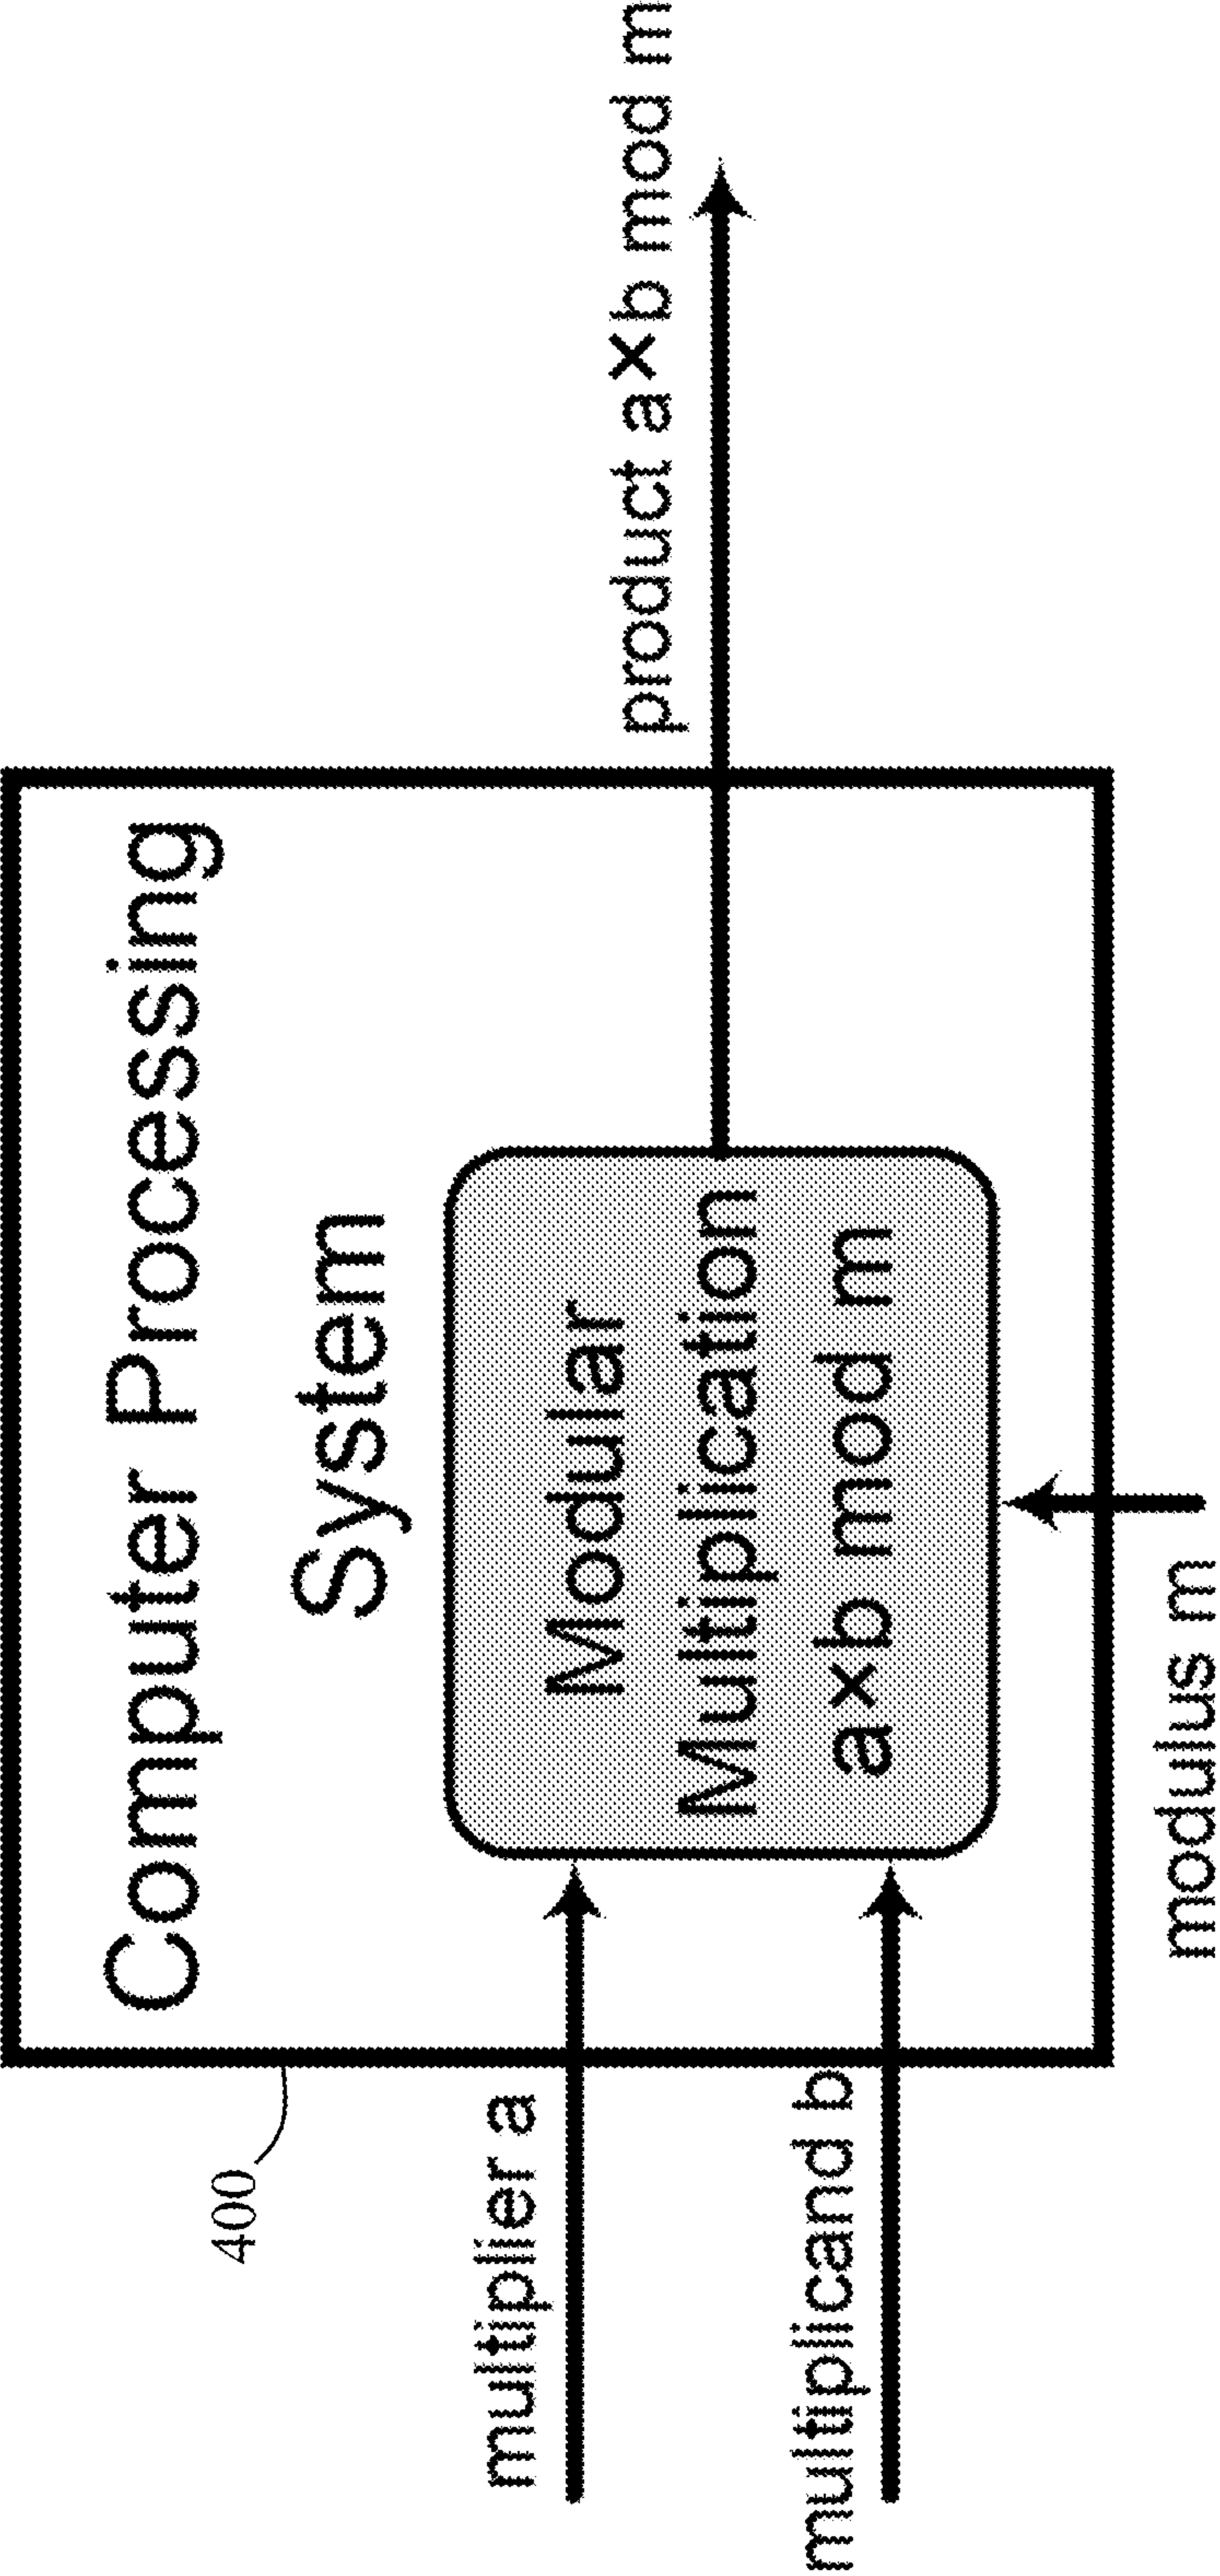 400
Computer Processing
System
multiplier a
multiplicand b
Modular
Multiplication
a×b mod m
product a×b mod m
modulus m